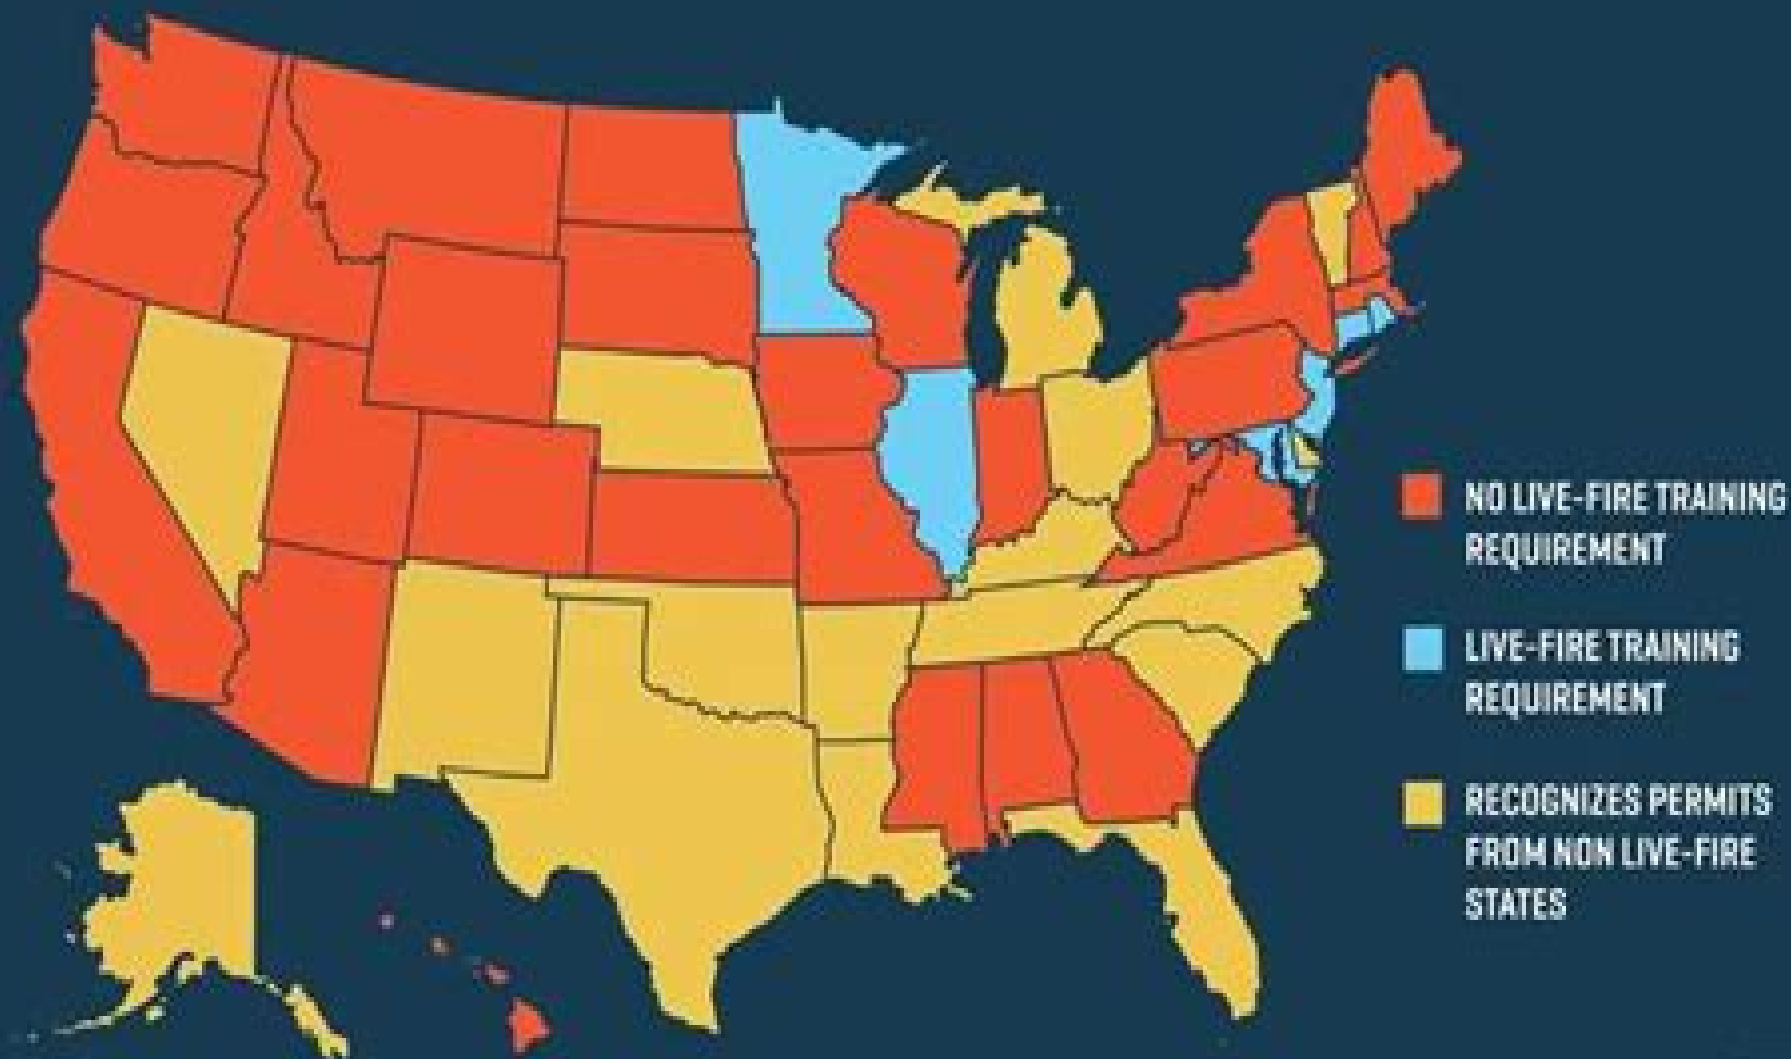 NO LIVE-FIRE TRAINING
REQUIREMENT
LIVE-FIRE TRAINING
REQUIREMENT
RECOGNIZES PERMITS
FROM NON LIVE-FIRE
STATES